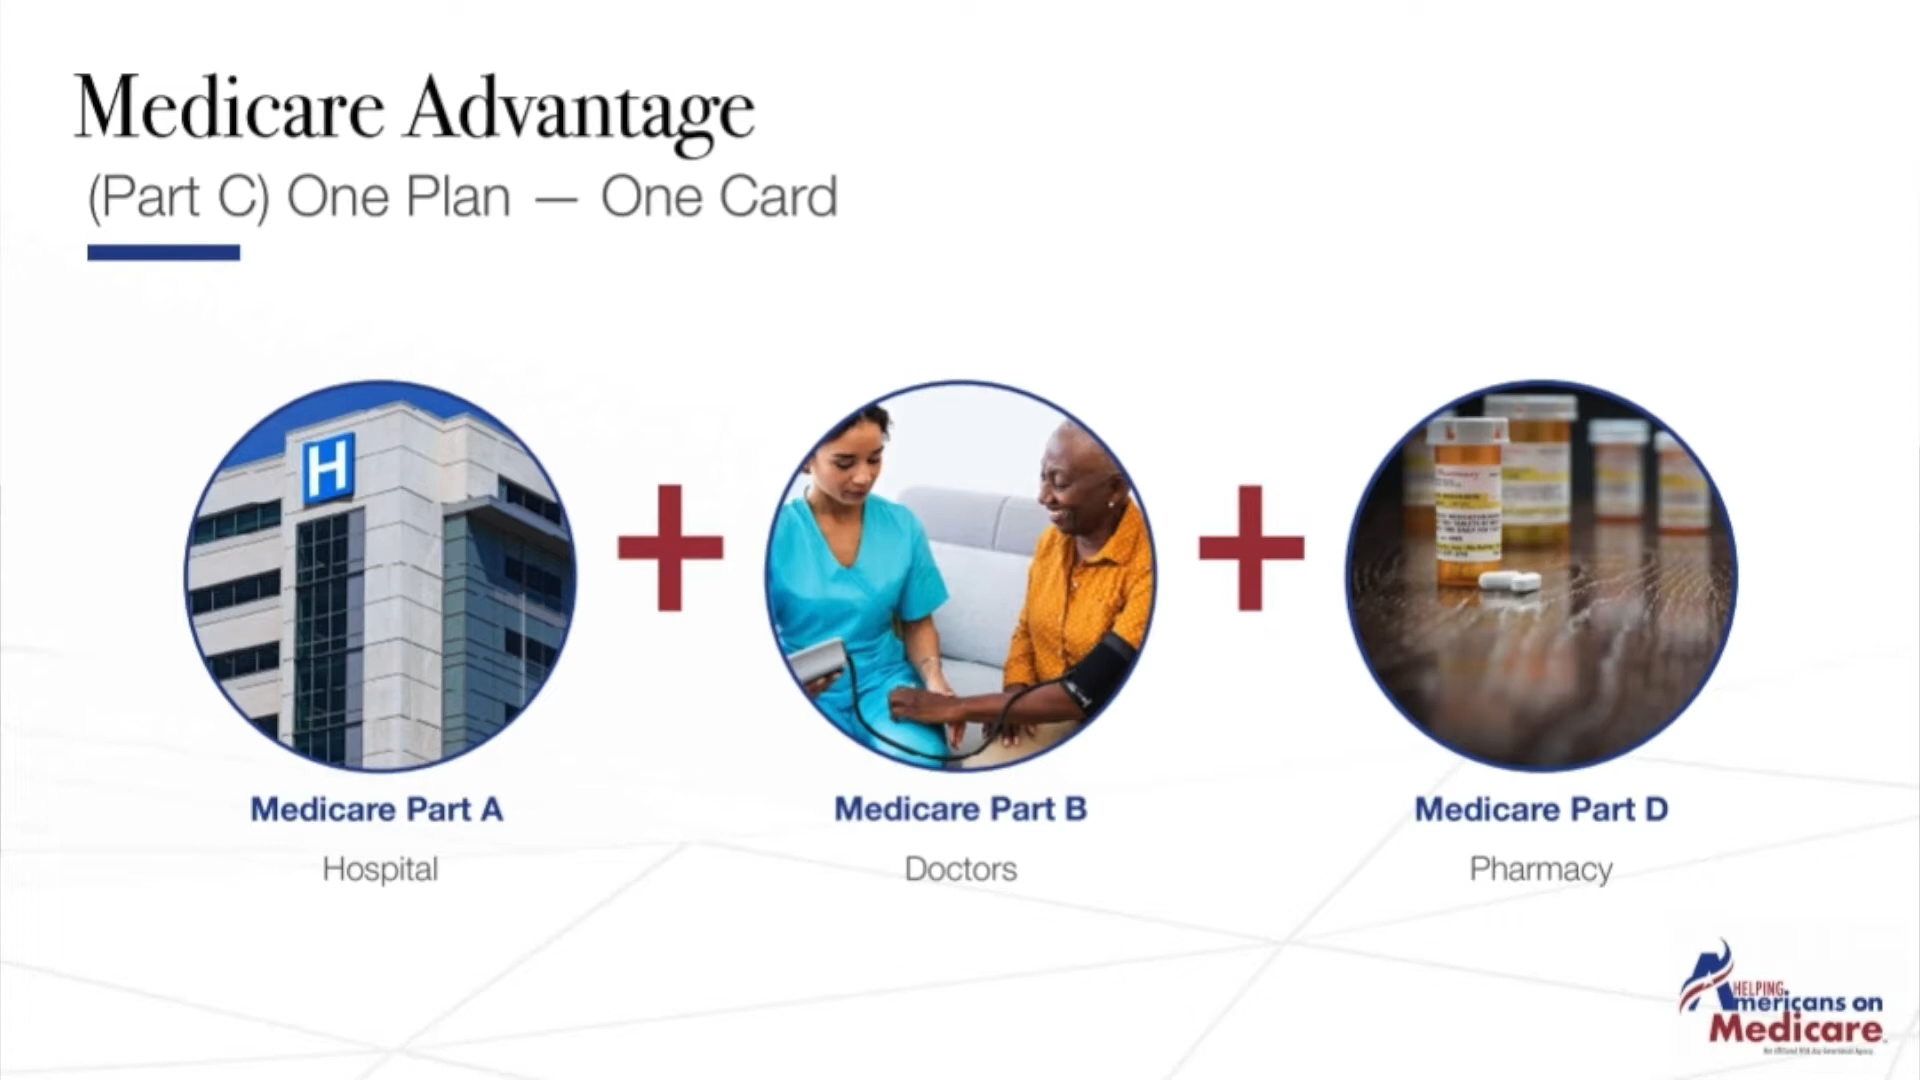 Medicare Advantage
(Part C) One Plan — One Card
H
Medicare Part A
Hospital
Medicare Part B
Doctors
Medicare Part D
Pharmacy
HELPING
Americans on
Medicare